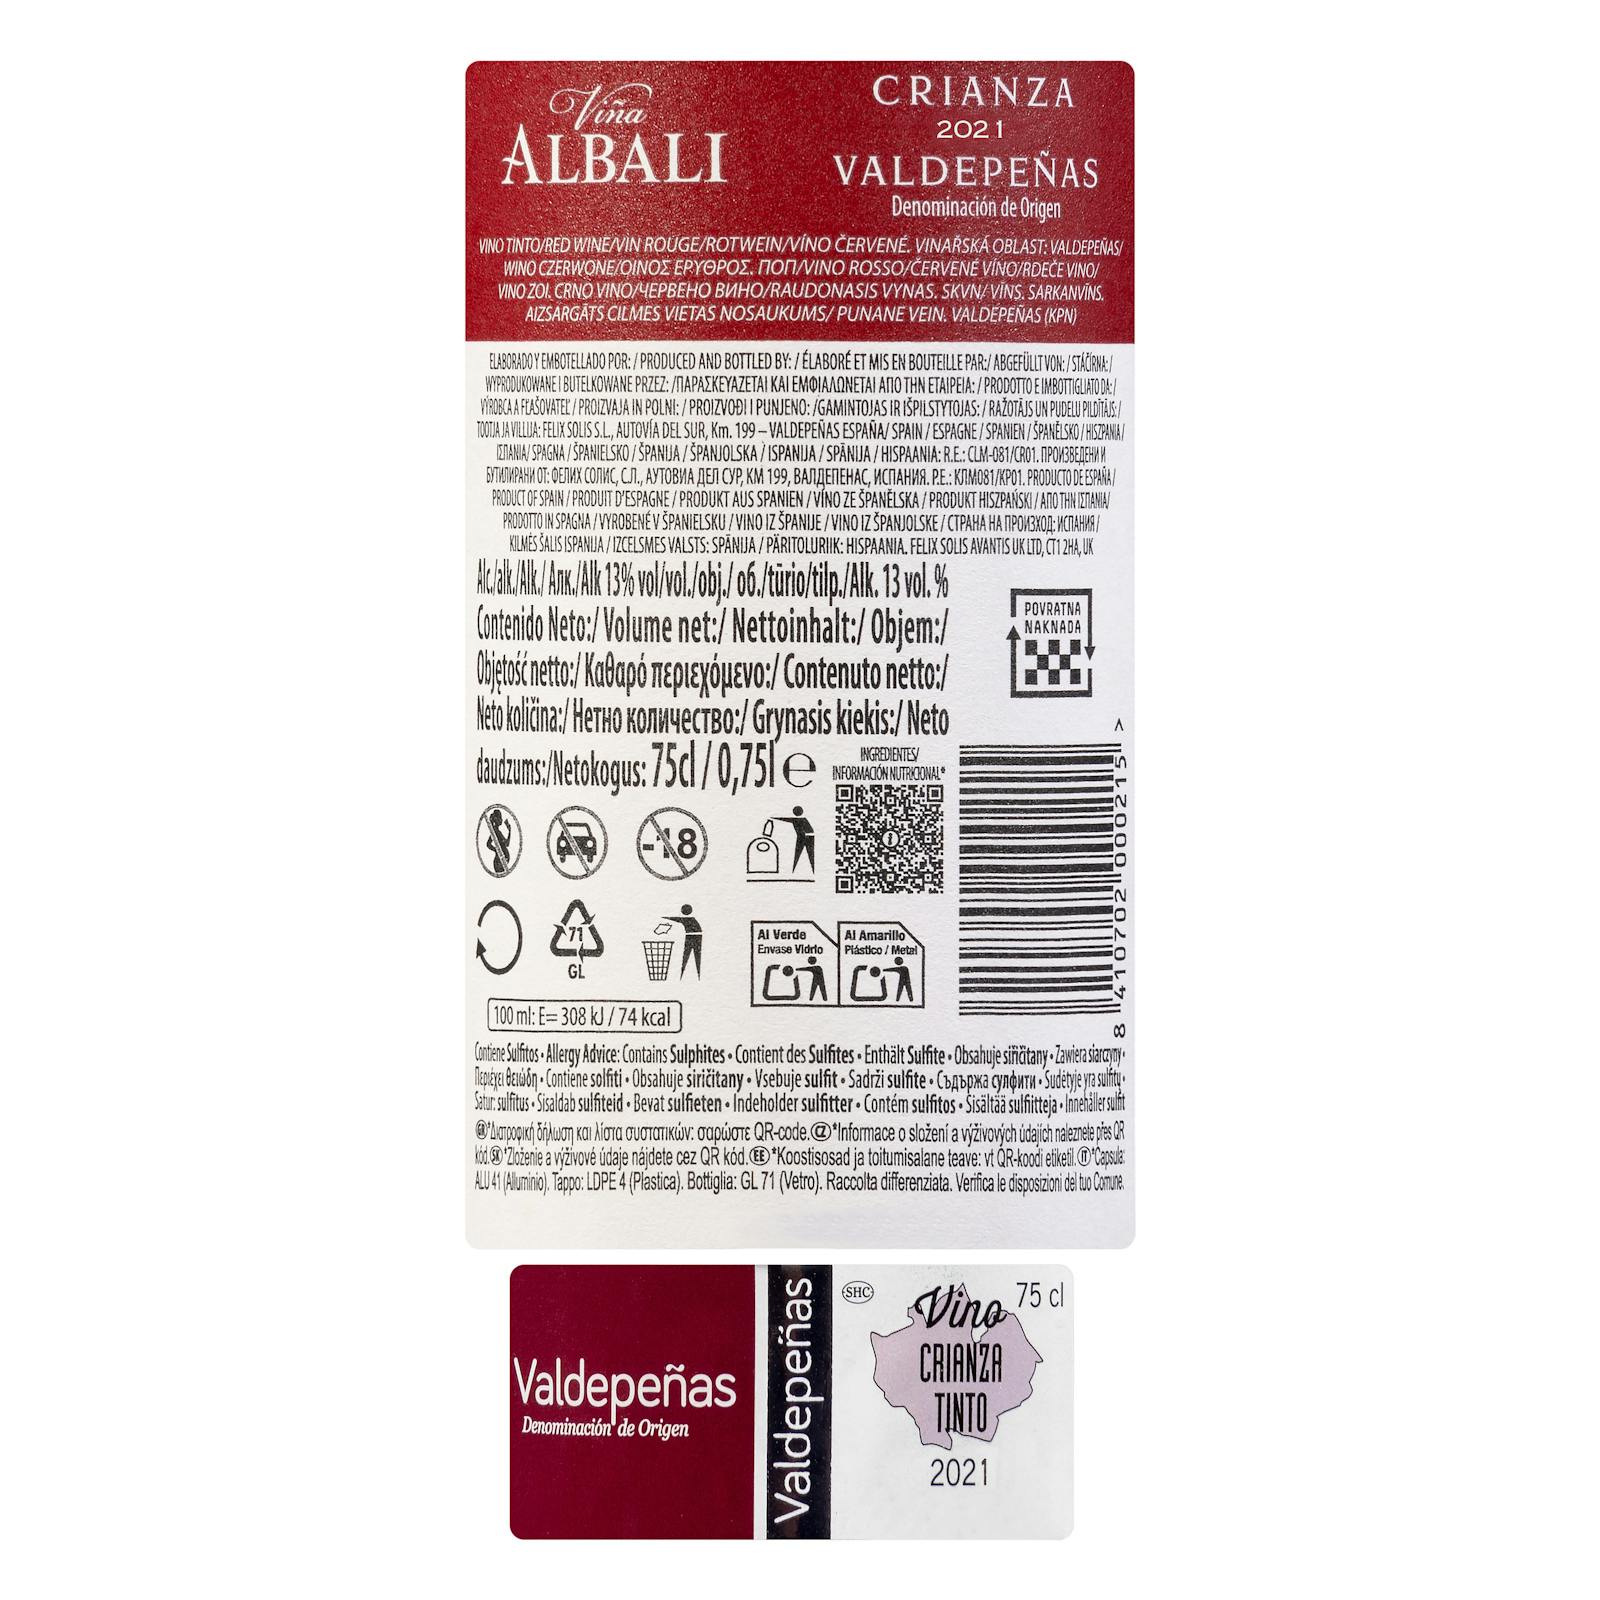 Viña
ALBALI
CRIANZA
2021
VALDEPEÑAS
Denominación de Origen
VINO TINTO/RED WINE/VIN ROUGE/ROTWEIN/VÍNO ČERVENÉ. VINAŘSKÁ OBLAST: VALDEPEÑAS/
WINO CZERWONE/ΟΙΝΟΣ ΕΡΥΘΡΟΣ. ΠΟΠ/VINO ROSSO/ČERVENÉ VÍNO/RDEČE VINO/
VINO ZOI. CRNO VINO/ЧЕРВЕНО ВИНО/RAUDONASIS VYNAS. SKVN/ VĪNS. SARKANVĪNS.
AIZSARGĀTS CILMES VIETAS NOSAUKUMS/ PUNANE VEIN. VALDEPEÑAS (KPN)
ELABORADO Y EMBOTELLADO POR: / PRODUCED AND BOTTLED BY: / ÉLABORÉ ET MIS EN BOUTEILLE PAR:/ ABGEFÜLLT VON: / STÁČÍRNA:/
WYPRODUKOWANE I BUTELKOWANE PRZEZ: /ΠΑΡΑΣΚΕΥΑΖΕΤΑΙ ΚΑΙ ΕΜΦΙΑΛΩΝΕΤΑΙ ΑΠΟ ΤΗΝ ΕΤΑΙΡΕΙΑ: / PRODOTTO E IMBOTTIGLIATO DA:/
VÝROBCA A FĽAŠOVATEĽ / PROIZVAJA IN POLNI: / PROIZVODI I PUNJENO: /GAMINTOJAS IR IŠPILSTYTOJAS: / RAŽOTĀJS UN PUDEĻU PILDĪTĀJS:/
TOOTJA JA VILLIJA: FELIX SOLIS S.L., AUTOVÍA DEL SUR, Km. 199 – VALDEPEÑAS ESPAÑA/ SPAIN / ESPAGNE / SPANIEN / ŠPANĚLSKO / HISZPANIA/
ΙΣΠΑΝΙΑ/ SPAGNA / ŠPANIELSKO / ŠPANIJA / ŠPANJOLSKA / ISPANIJA / SPĀNIJA / HISPAANIA: R.E.: CLM-081/CR01. ПРОИЗВЕДЕНИ И
БУТИЛИРАНИ ОТ: ФЕЛИХ СОЛИС, С.Л., АУТОВИА ДЕЛ СУР, КМ 199, ВАЛДЕПЕНАС, ИСПАНИЯ. Р.Е.: КЛМ081/КР01. PRODUCTO DE ESPAÑA/
PRODUCT OF SPAIN / PRODUIT D'ESPAGNE / PRODUKT AUS SPANIEN / VÍNO ZE ŠPANĚLSKA / PRODUKT HISZPAŃSKI / ΑΠΟ ΤΗΝ ΙΣΠΑΝΙΑ/
PRODOTTO IN SPAGNA / VYROBENÉ V ŠPANIELSKU / VINO IZ ŠPANIJE / VINO IZ ŠPANJOLSKE / СТРАНА НА ПРОИЗХОД: ИСПАНИЯ /
KILMĖS ŠALIS ISPANIJA / IZCELSMES VALSTS: SPĀNIJA / PÄRITOLURIIK: HISPAANIA. FELIX SOLIS AVANTIS UK LTD, CT1 2HA, UK
Alc./alk./Alk./ Алк./Alk 13% vol/vol./obj./ об./tūrio/tilp./Alk. 13 vol. %
Contenido Neto:/ Volume net:/ Nettoinhalt:/ Objem:/
Objętość netto:/ Καθαρό περιεχόμενο:/ Contenuto netto:/
Neto količina:/ Нетно количество:/ Grynasis kiekis:/ Neto
daudzums:/Netokogus: 75cl / 0,75l e
POVRATNA
NAKNADA
INGREDIENTES/
INFORMACIÓN NUTRICIONAL*
-18
i
8 410702 000215 >
71
GL
Al Verde
Envase Vidrio
Al Amarillo
Plástico / Metal
100 ml: E= 308 kJ / 74 kcal
Contiene Sulfitos • Allergy Advice: Contains Sulphites • Contient des Sulfites • Enthält Sulfite • Obsahuje siřičitany • Zawiera siarczyny •
Περιέχει θειώδη • Contiene solfiti • Obsahuje siričitany • Vsebuje sulfit • Sadrži sulfite • Съдържа сулфити • Sudėtyje yra sulfitų •
Satur: sulfitus • Sisaldab sulfiteid • Bevat sulfieten • Indeholder sulfitter • Contém sulfitos • Sisältää sulfiitteja • Innehåller sulfit
GR *Διατροφική δήλωση και λίστα συστατικών: σαρώστε QR-code. CZ *Informace o složení a výživových údajích naleznete přes QR
kód. SK *Zloženie a výživové údaje nájdete cez QR kód. EE *Koostisosad ja toitumisalane teave: vt QR-koodi etiketil. IT *Capsula:
ALU 41 (Alluminio). Tappo: LDPE 4 (Plastica). Bottiglia: GL 71 (Vetro). Raccolta differenziata. Verifica le disposizioni del tuo Comune.
Valdepeñas
Denominación de Origen
Valdepeñas
SHC
75 cl
Vino
CRIANZA
TINTO
2021